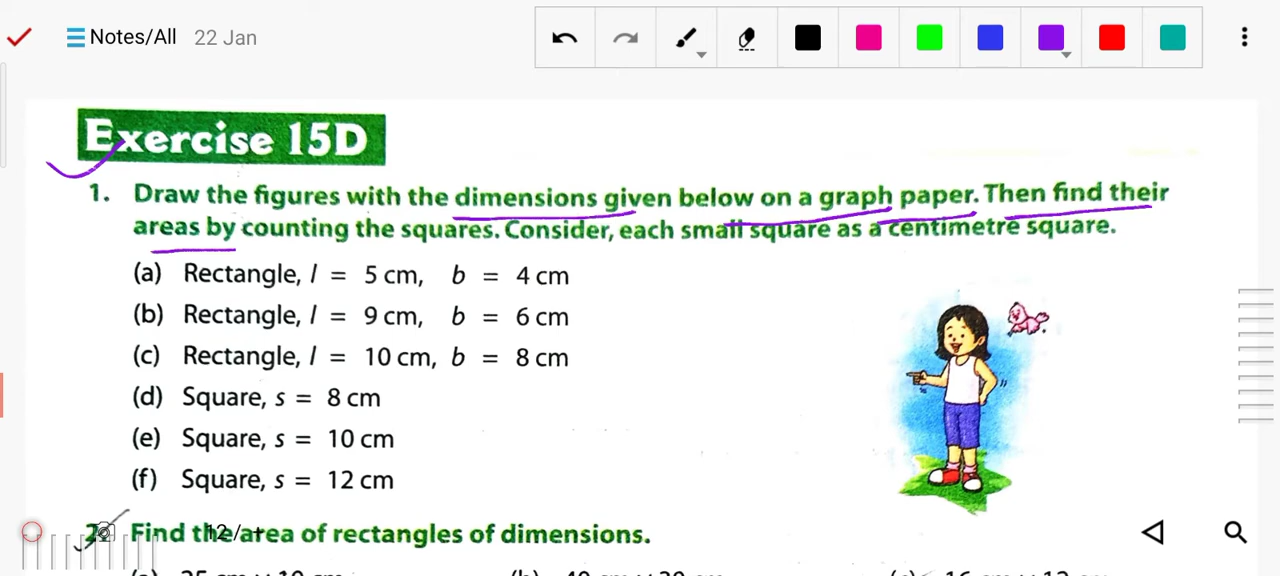 Notes/All 22 Jan
Exercise 15D
1. Draw the figures with the dimensions given below on a graph paper. Then find their
areas by counting the squares. Consider, each small square as a centimetre square.
(a) Rectangle, l = 5 cm, b = 4 cm
(b) Rectangle, l = 9 cm, b = 6 cm
(c) Rectangle, l = 10 cm, b = 8 cm
(d) Square, s = 8 cm
(e) Square, s = 10 cm
(f) Square, s = 12 cm
2. Find the area of rectangles of dimensions.
12 /